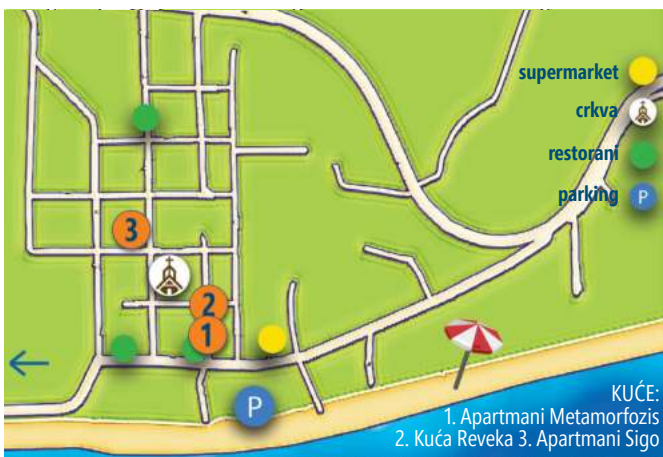 supermarket
crkva
restorani
parking P
3
2
1
P
KUĆE:
1. Apartmani Metamorfozis
2. Kuća Reveka 3. Apartmani Sigo